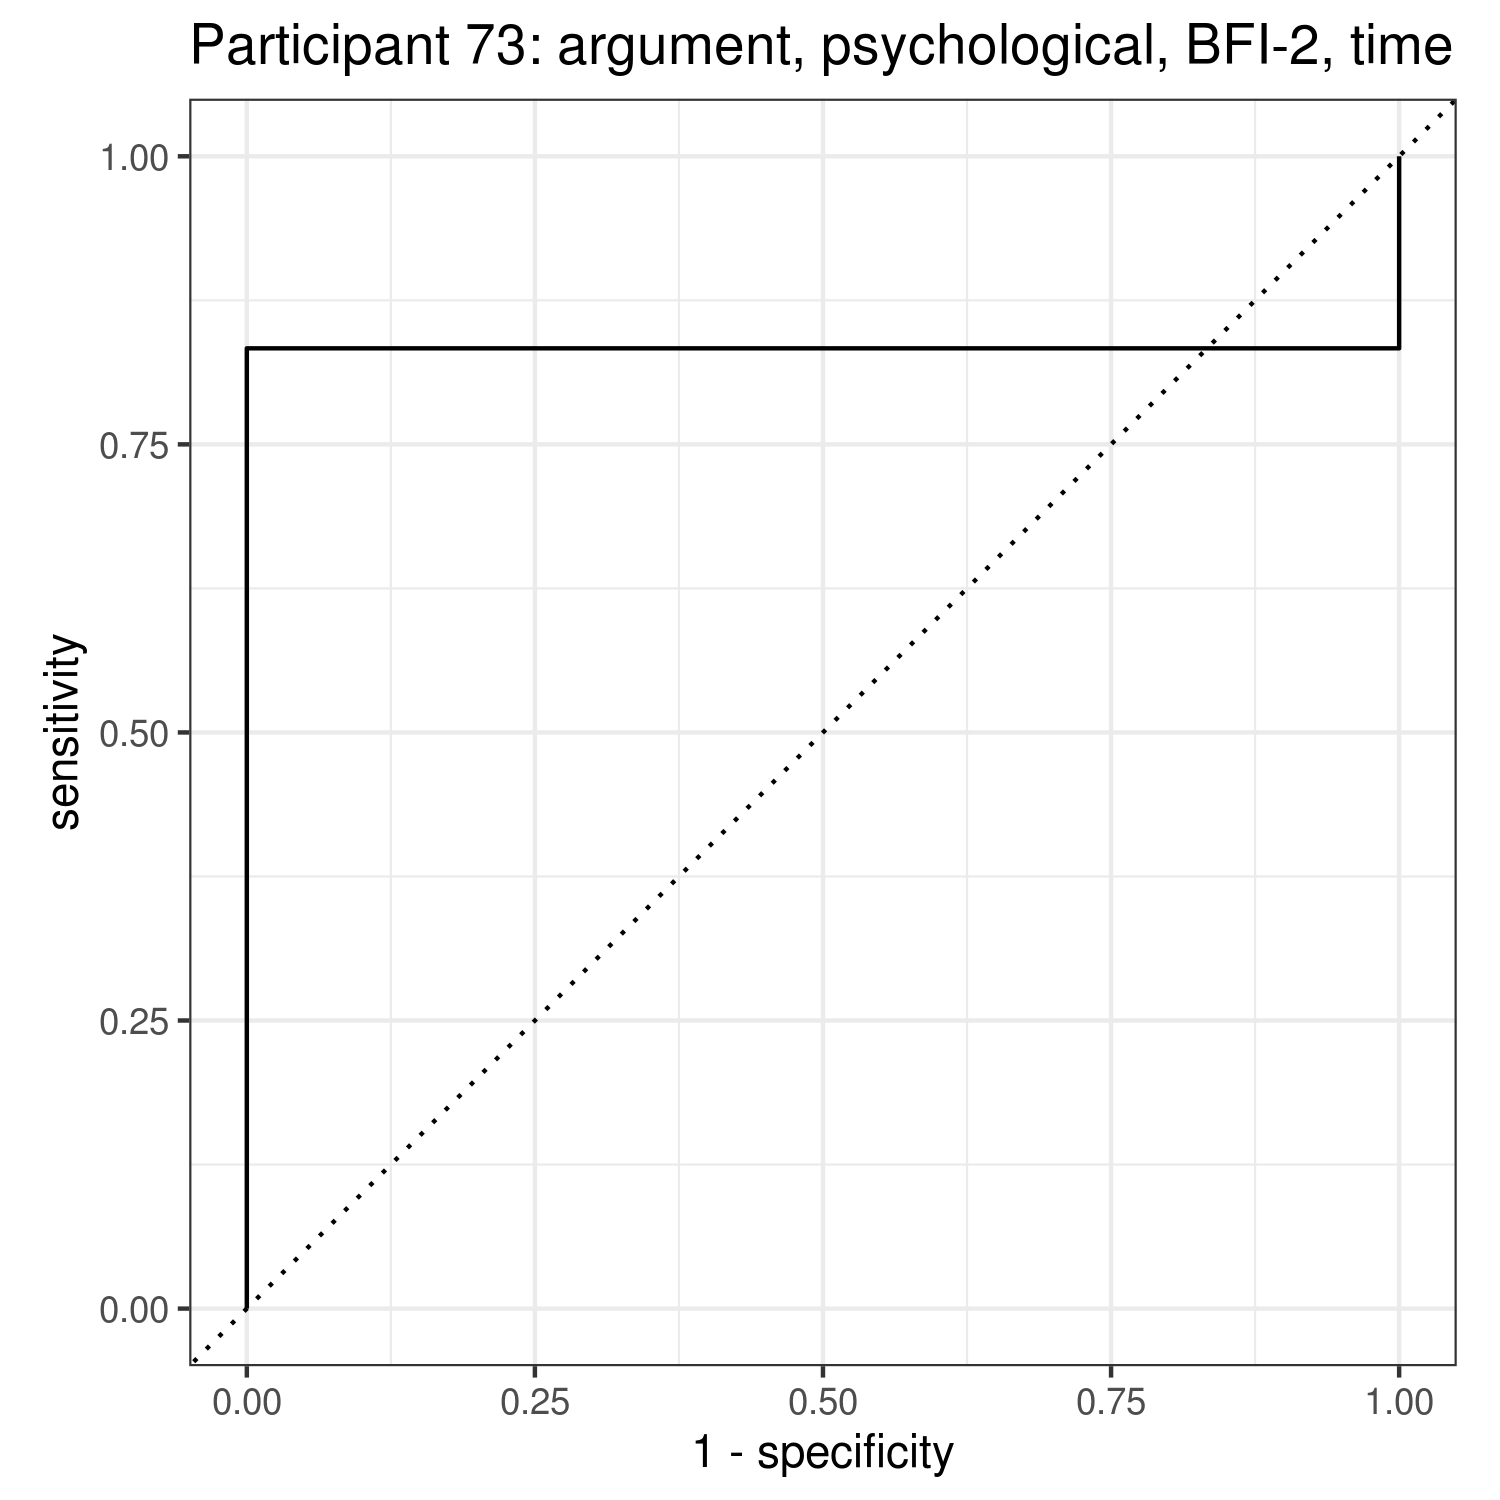 Participant 73: argument, psychological, BFI-2, time
1.00
0.75
0.50
0.25
0.00
sensitivity
0.00 0.25 0.50 0.75 1.00
1 - specificity